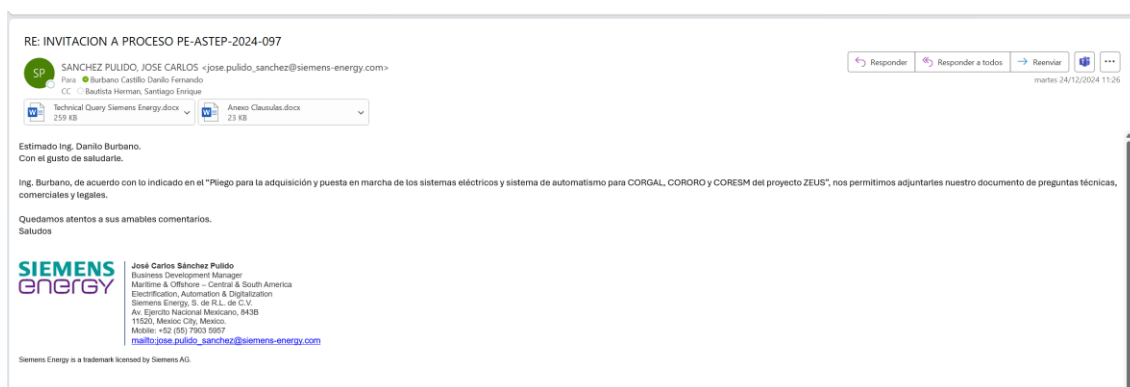 RE: INVITACION A PROCESO PE-ASTEP-2024-097
SP
SANCHEZ PULIDO, JOSE CARLOS <jose.pulido_sanchez@siemens-energy.com>
Para Burbano Castillo Danilo Fernando
CC Bautista Herman, Santiago Enrique
Responder
Responder a todos
Reenviar
martes 24/12/2024 11:26
Technical Query Siemens Energy.docx
259 KB
Anexo Clausulas.docx
23 KB
Estimado Ing. Danilo Burbano.
Con el gusto de saludarle.
Ing. Burbano, de acuerdo con lo indicado en el "Pliego para la adquisición y puesta en marcha de los sistemas eléctricos y sistema de automatismo para CORGAL, CORORO y CORESM del proyecto ZEUS", nos permitimos adjuntarles nuestro documento de preguntas técnicas,
comerciales y legales.
Quedamos atentos a sus amables comentarios.
Saludos
SIEMENS
energy
José Carlos Sánchez Pulido
Business Development Manager
Maritime & Offshore – Central & South America
Electrification, Automation & Digitalization
Siemens Energy, S. de R.L. de C.V.
Av. Ejercito Nacional Mexicano, 843B
11520, Mexioc City, Mexico.
Mobile: +52 (55) 7903 5957
mailto:jose.pulido_sanchez@siemens-energy.com
Siemens Energy is a trademark licensed by Siemens AG.